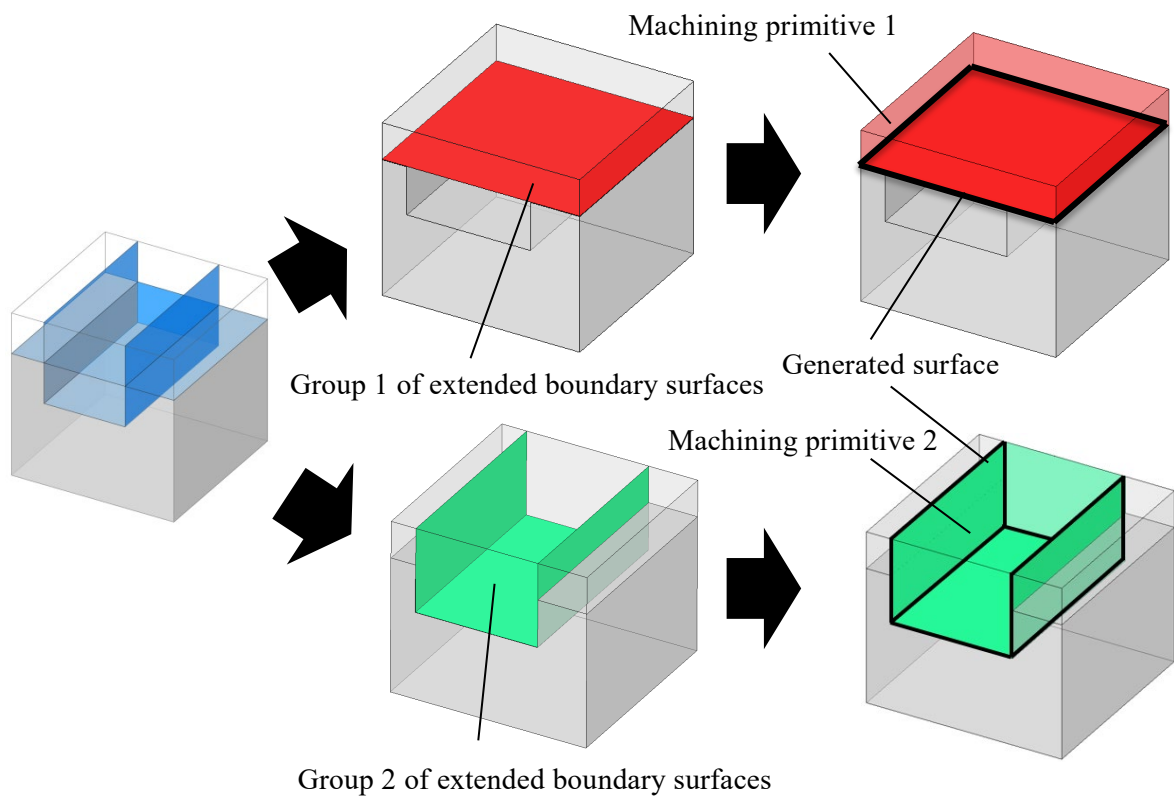 Machining primitive 1
Group 1 of extended boundary surfaces
Generated surface
Machining primitive 2
Group 2 of extended boundary surfaces